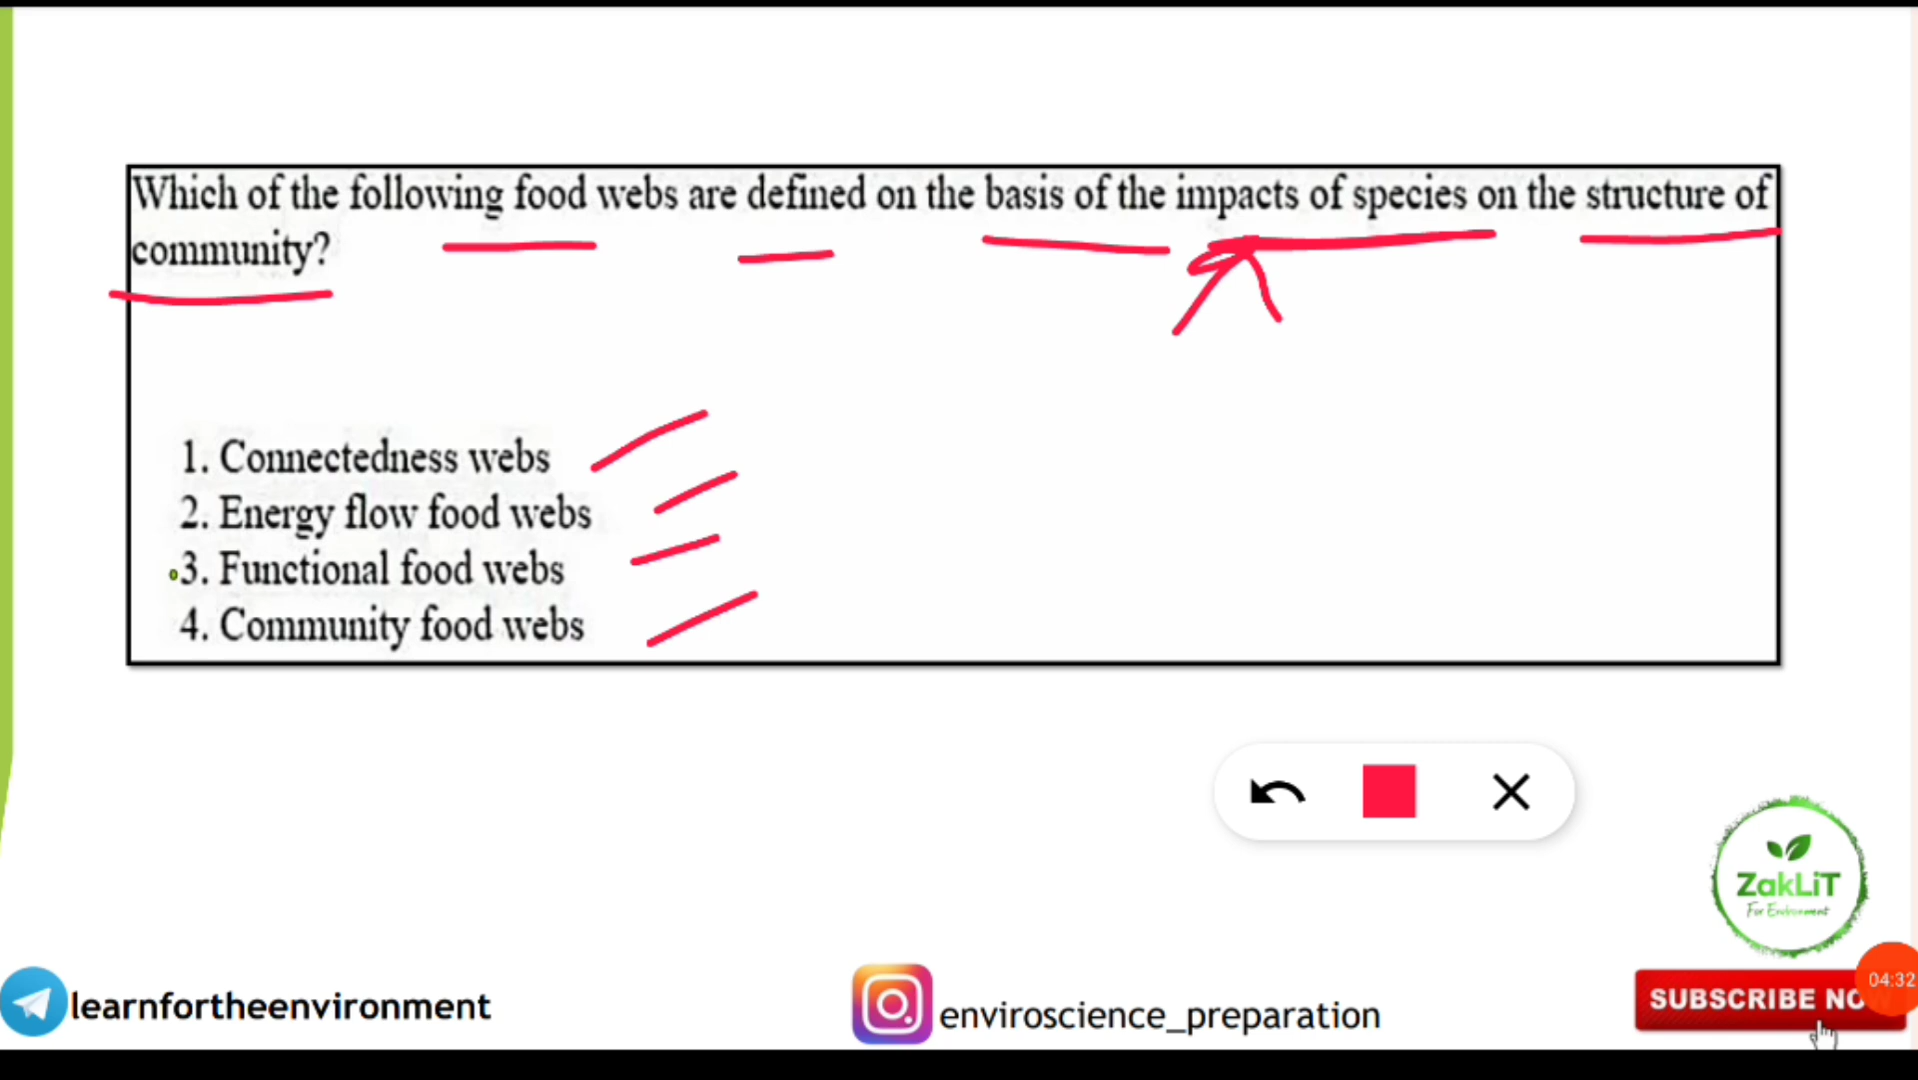 Which of the following food webs are defined on the basis of the impacts of species on the structure of
community?
1. Connectedness webs
2. Energy flow food webs
3. Functional food webs
4. Community food webs
ZakLiT
For Environment
04:32
SUBSCRIBE NO
learnfortheenvironment
enviroscience_preparation